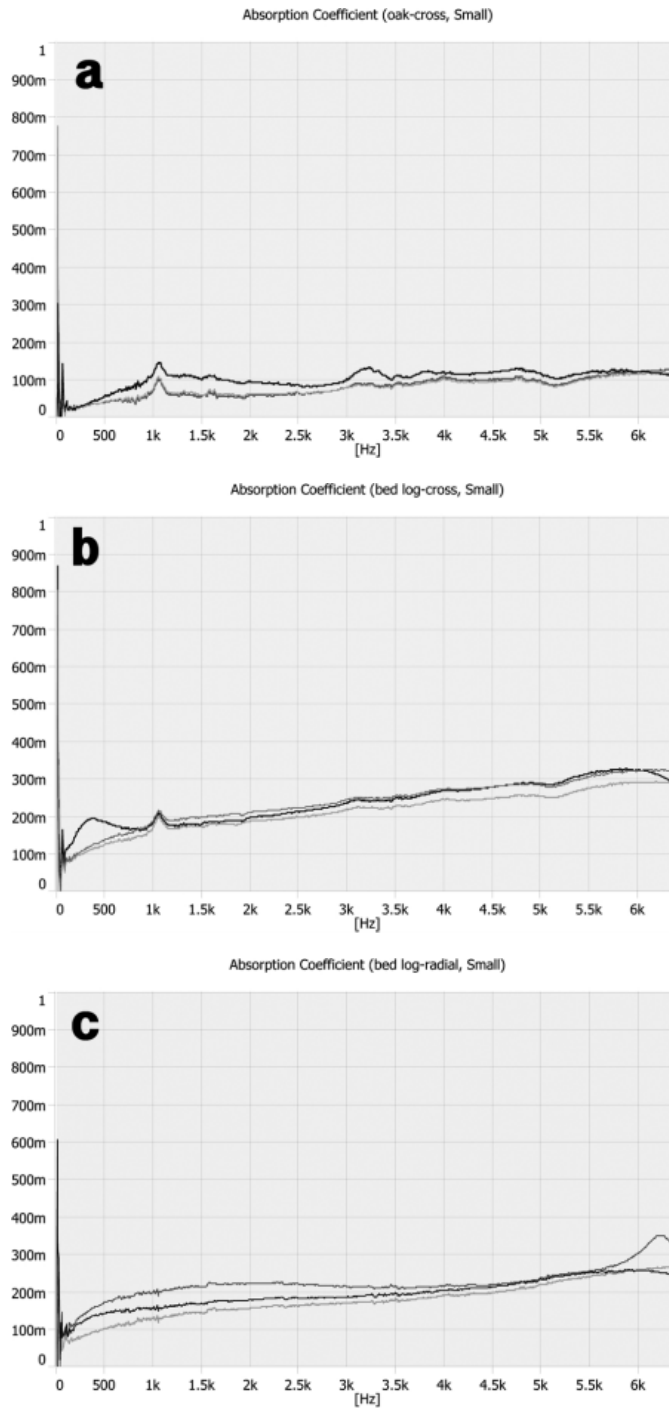 Absorption Coefficient (oak-cross, Small)
a
1
900m
800m
700m
600m
500m
400m
300m
200m
100m
0
0 500 1k 1.5k 2k 2.5k 3k 3.5k 4k 4.5k 5k 5.5k 6k
[Hz]
Absorption Coefficient (bed log-cross, Small)
b
1
900m
800m
700m
600m
500m
400m
300m
200m
100m
0
0 500 1k 1.5k 2k 2.5k 3k 3.5k 4k 4.5k 5k 5.5k 6k
[Hz]
Absorption Coefficient (bed log-radial, Small)
c
1
900m
800m
700m
600m
500m
400m
300m
200m
100m
0
0 500 1k 1.5k 2k 2.5k 3k 3.5k 4k 4.5k 5k 5.5k 6k
[Hz]